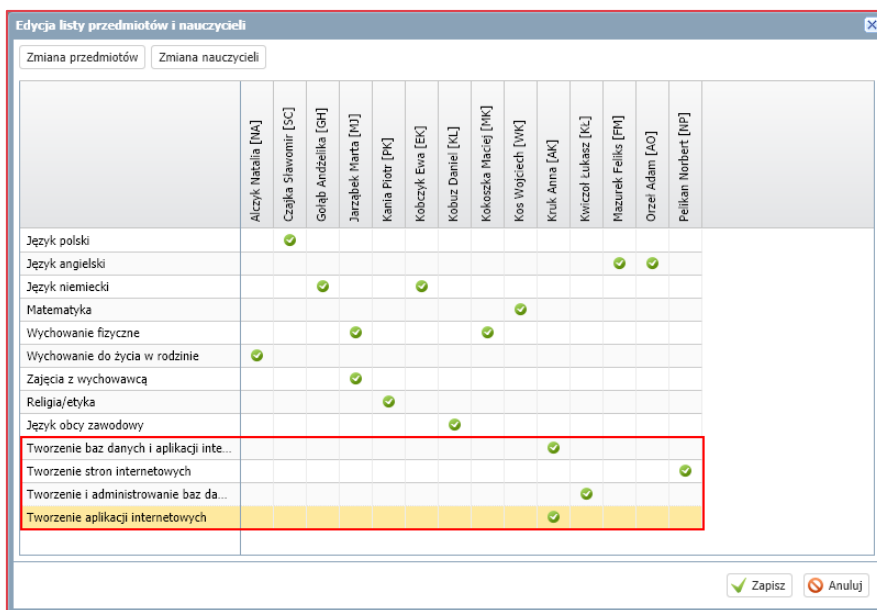 Edycja listy przedmiotów i nauczycieli
Zmiana przedmiotów
Zmiana nauczycieli
Alczyk Natalia [NA]
Czajka Sławomir [SC]
Gołąb Andżelika [GH]
Jarząbek Marta [MJ]
Kania Piotr [PK]
Kobczyk Ewa [EK]
Kobuz Daniel [KL]
Kokoszka Maciej [MK]
Kos Wojciech [WK]
Kruk Anna [AK]
Kwiczoł Łukasz [KŁ]
Mazurek Feliks [FM]
Orzeł Adam [AO]
Pelikan Norbert [NP]
Język polski
Język angielski
Język niemiecki
Matematyka
Wychowanie fizyczne
Wychowanie do życia w rodzinie
Zajęcia z wychowawcą
Religia/etyka
Język obcy zawodowy
Tworzenie baz danych i aplikacji inte...
Tworzenie stron internetowych
Tworzenie i administrowanie baz da...
Tworzenie aplikacji internetowych
Zapisz
Anuluj